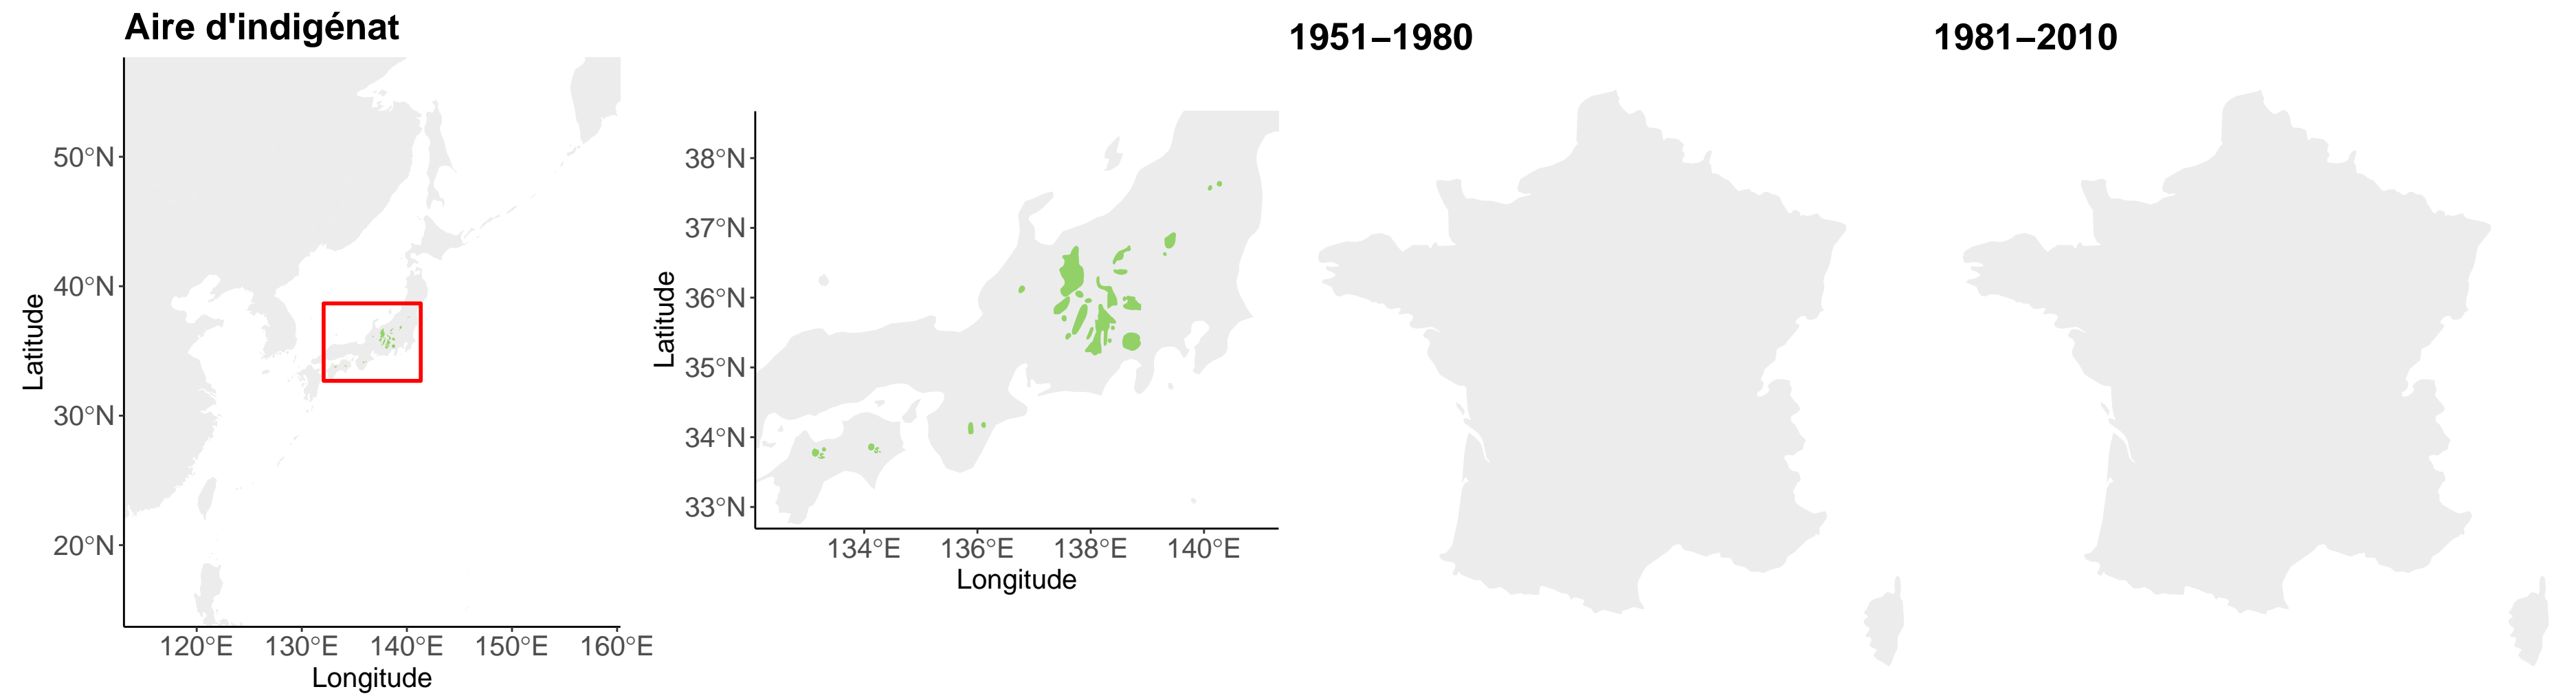 Aire d'indigénat
1951–1980
1981–2010
50°N
40°N
30°N
20°N
Latitude
120°E
130°E
140°E
150°E
160°E
Longitude
38°N
37°N
36°N
35°N
34°N
33°N
Latitude
134°E
136°E
138°E
140°E
Longitude